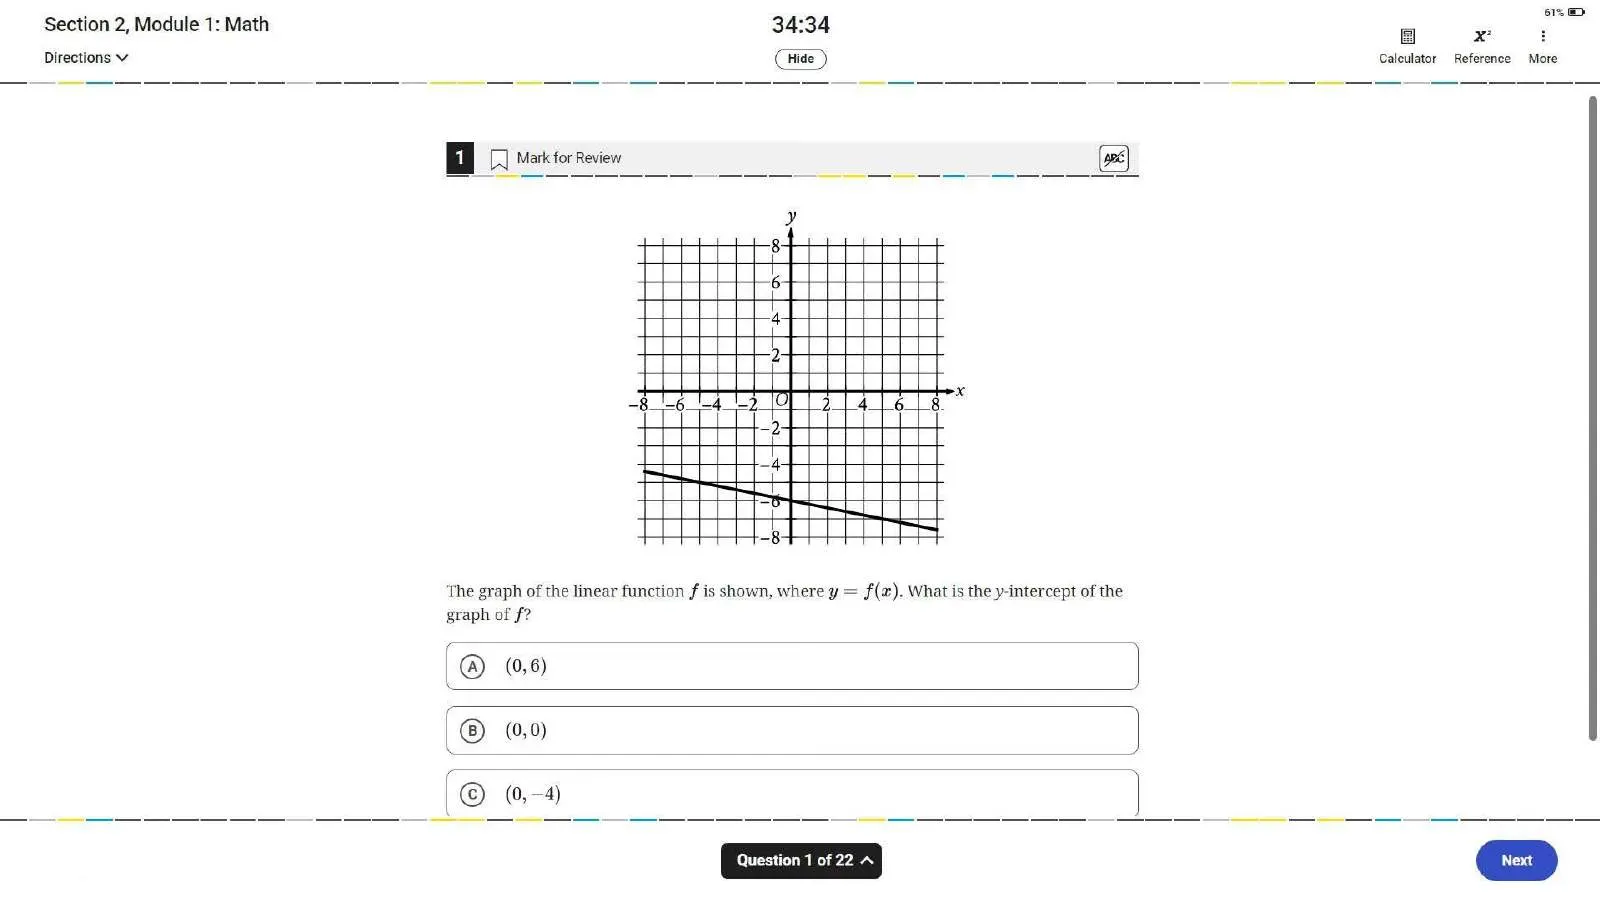 Section 2, Module 1: Math
34:34
61%
Directions
Hide
Calculator
Reference
More
1
Mark for Review
ABC
y
8
6
4
2
x
−8 −6 −4 −2 O 2 4 6 8
−2
−4
−6
−8
The graph of the linear function f is shown, where y = f(x). What is the y-intercept of the
graph of f?
A (0, 6)
B (0, 0)
C (0, −4)
Question 1 of 22
Next